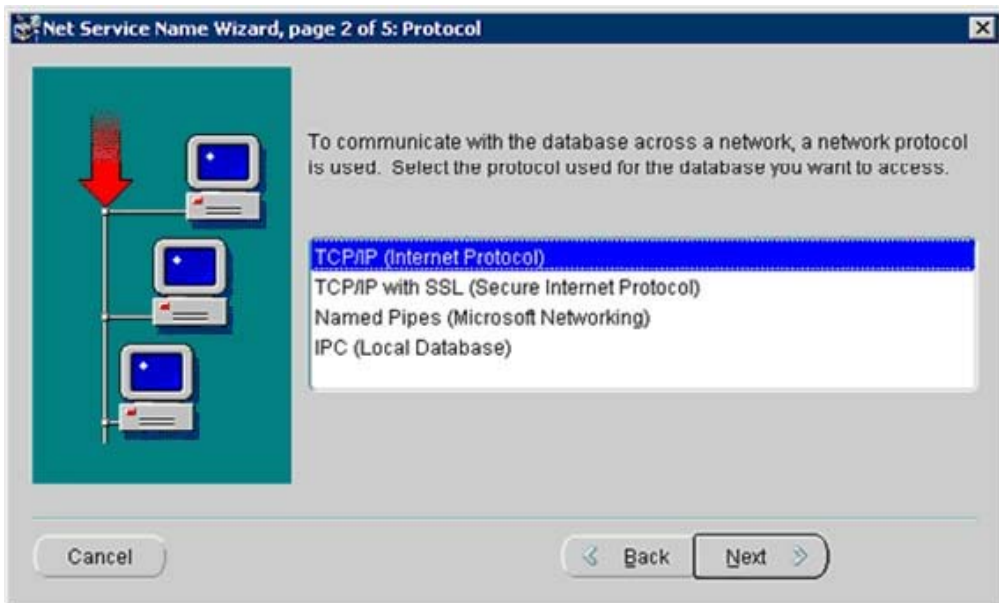 Net Service Name Wizard, page 2 of 5: Protocol
To communicate with the database across a network, a network protocol
is used. Select the protocol used for the database you want to access.
TCP/IP (Internet Protocol)
TCP/IP with SSL (Secure Internet Protocol)
Named Pipes (Microsoft Networking)
IPC (Local Database)
Cancel
Back
Next